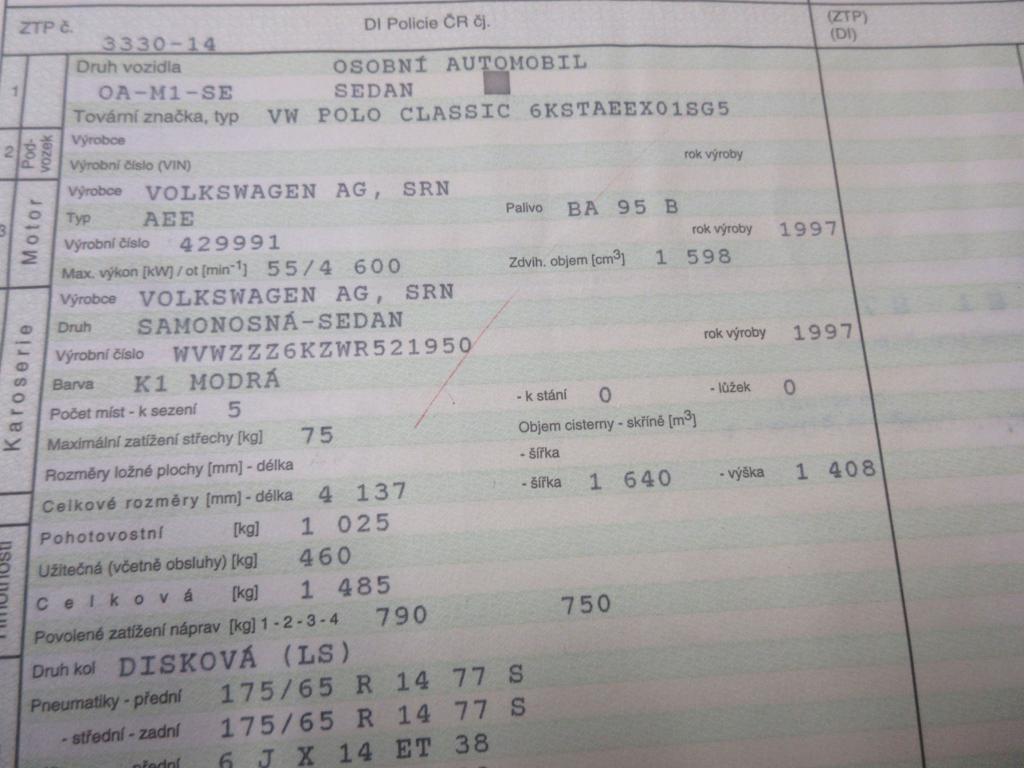 ZTP č. 3330-14 DI Policie ČR čj. (ZTP)
(DI)
1 Druh vozidla OSOBNÍ AUTOMOBIL
OA-M1-SE SEDAN
Tovární značka, typ VW POLO CLASSIC 6KSTAEEX01SG5
2 Pod-vozek
Výrobce
Výrobní číslo (VIN) rok výroby
3 Motor
Výrobce VOLKSWAGEN AG, SRN
Typ AEE Palivo BA 95 B
Výrobní číslo 429991 rok výroby 1997
Max. výkon [kW] / ot [min-1] 55/4 600 Zdvih. objem [cm3] 1 598
Karoserie
Výrobce VOLKSWAGEN AG, SRN
Druh SAMONOSNÁ-SEDAN
Výrobní číslo WVWZZZ6KZWR521950 rok výroby 1997
Barva K1 MODRÁ
Počet míst - k sezení 5 - k stání 0 - lůžek 0
Maximální zatížení střechy [kg] 75 Objem cisterny - skříně [m3]
Rozměry ložné plochy [mm] - délka - šířka
Celkové rozměry [mm] - délka 4 137 - šířka 1 640 - výška 1 408
Hmotnosti
Pohotovostní [kg] 1 025
Užitečná (včetně obsluhy) [kg] 460
Celková [kg] 1 485
Povolené zatížení náprav [kg] 1 - 2 - 3 - 4 790 750
Druh kol DISKOVÁ (LS)
Pneumatiky - přední 175/65 R 14 77 S
- střední - zadní 175/65 R 14 77 S
přední 6 J X 14 ET 38